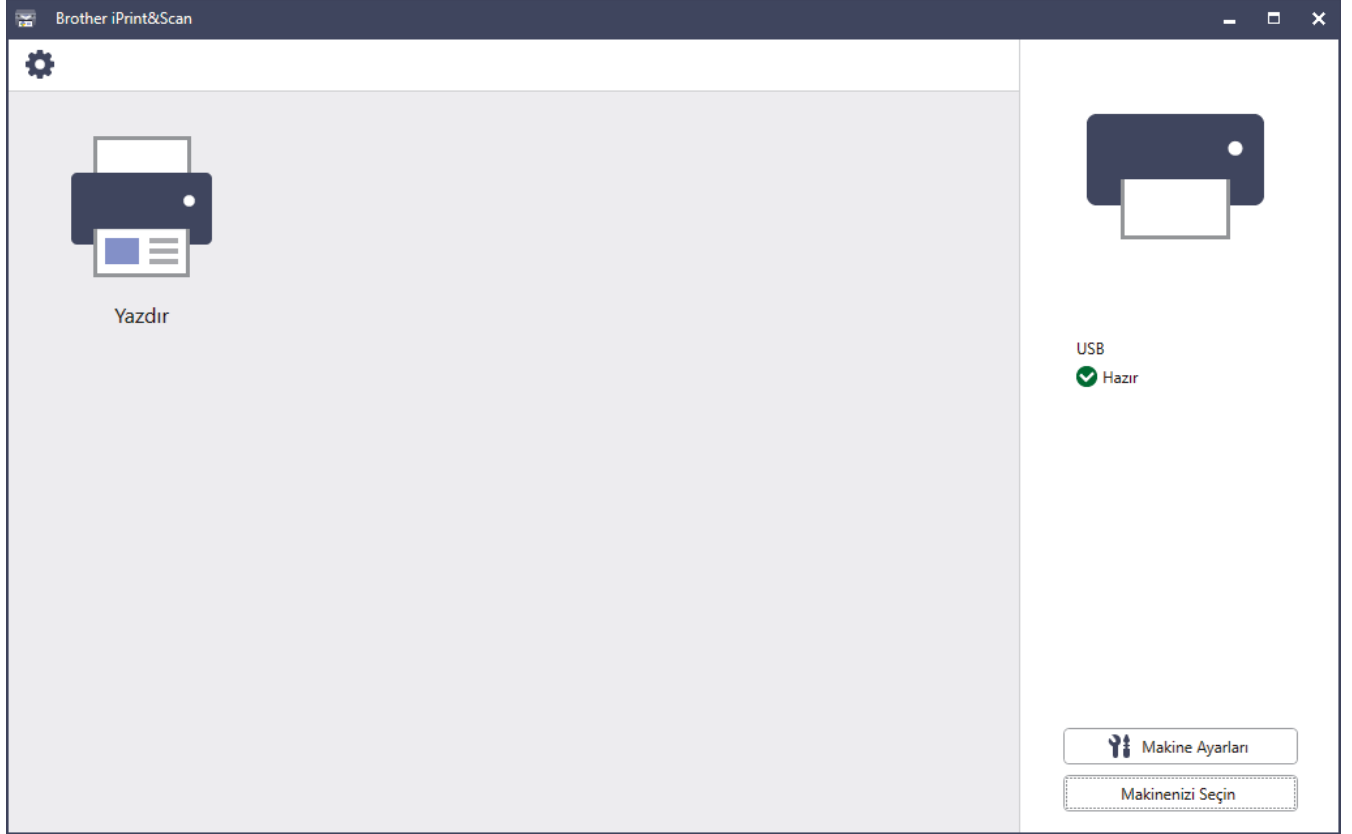 Brother iPrint&Scan
Yazdır
USB
Hazır
Makine Ayarları
Makinenizi Seçin